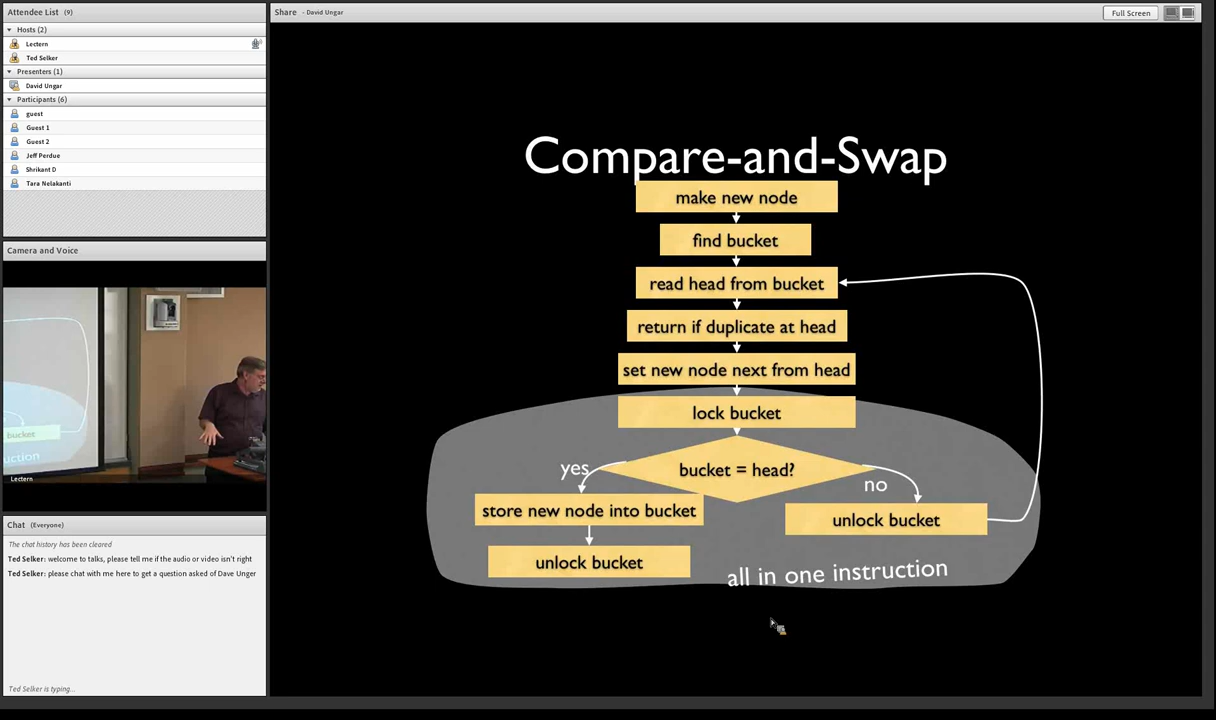 Attendee List (9)
Hosts (2)
Lectern
Ted Selker
Presenters (1)
David Ungar
Participants (6)
guest
Guest 1
Guest 2
Jeff Perdue
Shrikant D
Tara Nelakanti
Camera and Voice
bucket
uction
Lectern
Chat (Everyone)
The chat history has been cleared
Ted Selker: welcome to talks, please tell me if the audio or video isn't right
Ted Selker: please chat with me here to get a question asked of Dave Unger
Ted Selker is typing...
Share - David Ungar
Full Screen
Compare-and-Swap
make new node
find bucket
read head from bucket
return if duplicate at head
set new node next from head
lock bucket
bucket = head?
yes
no
store new node into bucket
unlock bucket
unlock bucket
all in one instruction